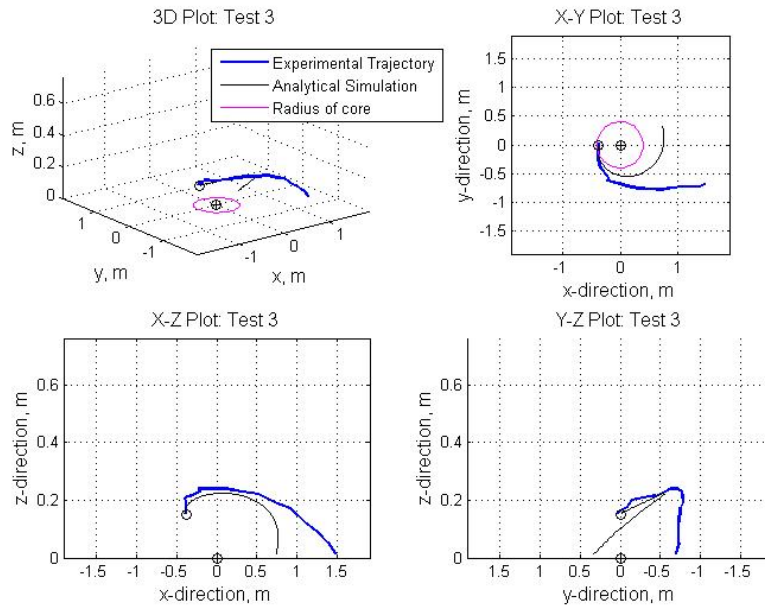 3D Plot: Test 3
Experimental Trajectory
Analytical Simulation
Radius of core
z, m
0.6
0.4
0.2
0
1
0
-1
y, m
-1
0
1
x, m
X-Y Plot: Test 3
y-direction, m
1.5
1
0.5
0
-0.5
-1
-1.5
-1
0
1
x-direction, m
X-Z Plot: Test 3
z-direction, m
0.6
0.4
0.2
0
-1.5
-1
-0.5
0
0.5
1
1.5
x-direction, m
Y-Z Plot: Test 3
z-direction, m
0.6
0.4
0.2
0
1.5
1
0.5
0
-0.5
-1
-1.5
y-direction, m